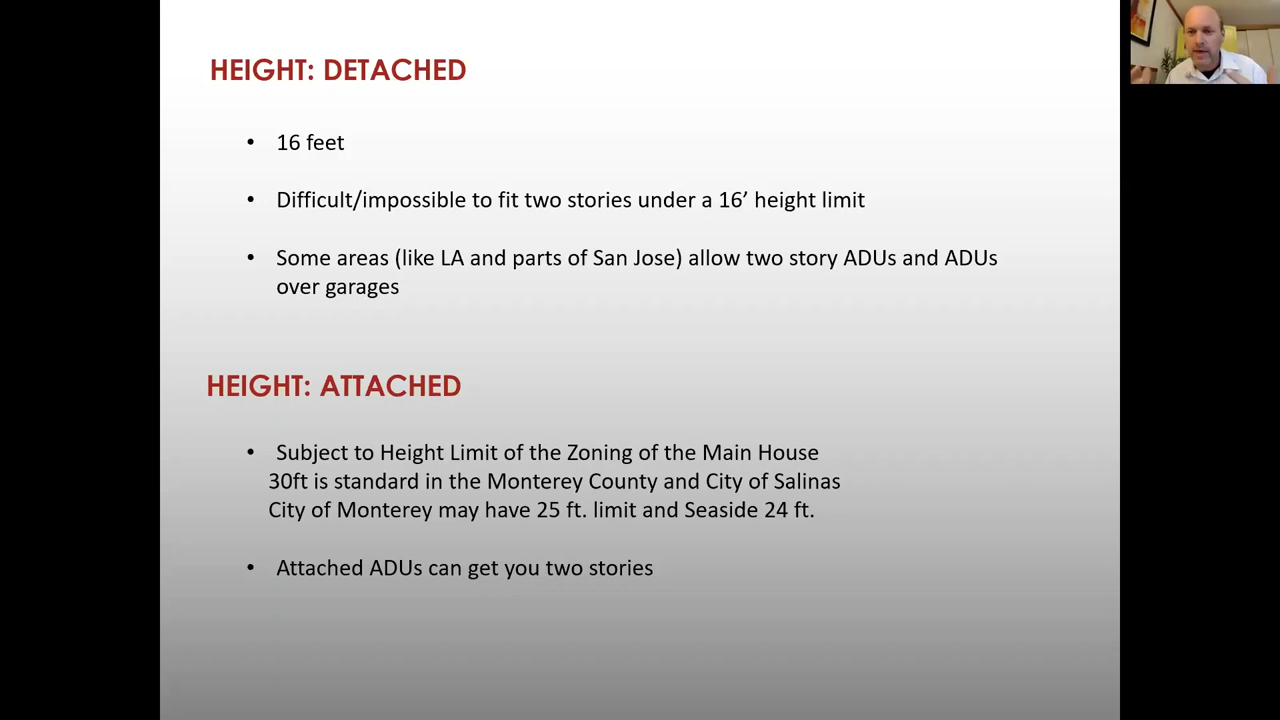 HEIGHT: DETACHED
• 16 feet
• Difficult/impossible to fit two stories under a 16’ height limit
• Some areas (like LA and parts of San Jose) allow two story ADUs and ADUs
over garages
HEIGHT: ATTACHED
• Subject to Height Limit of the Zoning of the Main House
30ft is standard in the Monterey County and City of Salinas
City of Monterey may have 25 ft. limit and Seaside 24 ft.
• Attached ADUs can get you two stories